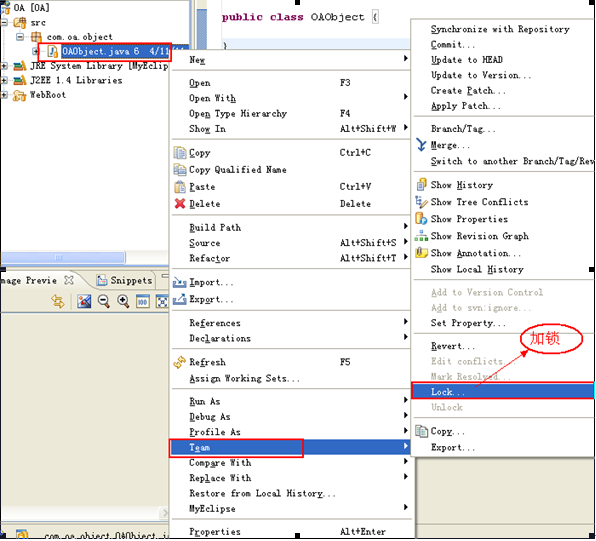 OA [OA]
src
com.oa.object
OAObject.java 6 4/11
JRE System Library [MyEclips
J2EE 1.4 Libraries
WebRoot
public class OAObject {
}
mage Previe
Snippets
com.oa.object.OAObject.ja
New
Open F3
Open With
Open Type Hierarchy F4
Show In Alt+Shift+W
Copy Ctrl+C
Copy Qualified Name
Paste Ctrl+V
Delete Delete
Build Path
Source Alt+Shift+S
Refactor Alt+Shift+T
Import...
Export...
References
Declarations
Refresh F5
Assign Working Sets...
Run As
Debug As
Profile As
Team
Compare With
Replace With
Restore from Local History...
MyEclipse
Properties Alt+Enter
Synchronize with Repository
Commit...
Update to HEAD
Update to Version...
Create Patch...
Apply Patch...
Branch/Tag...
Merge...
Switch to another Branch/Tag/Rev
Show History
Show Tree Conflicts
Show Properties
Show Revision Graph
Show Annotation...
Show Local History
Add to Version Control
Add to svn:ignore...
Set Property...
Revert...
Edit conflicts
Mark Resolved...
Lock...
Unlock
Copy...
Export...
加锁